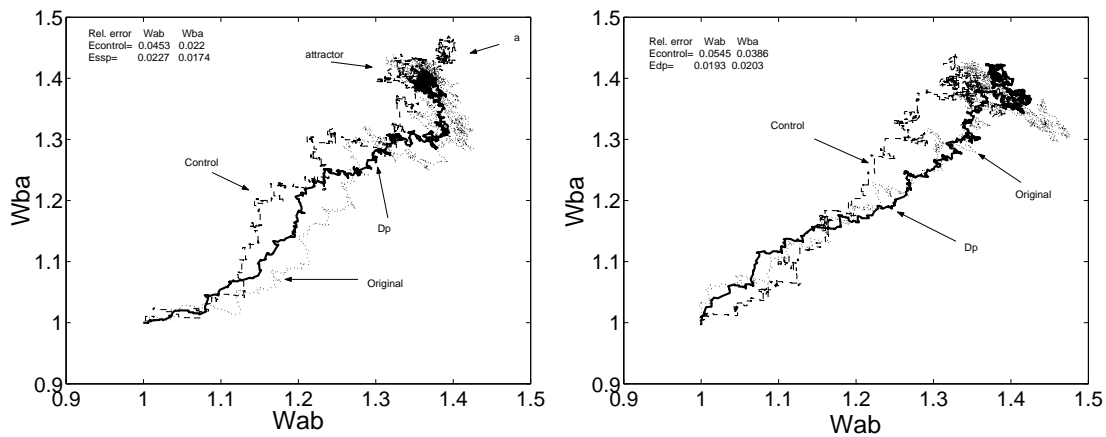 Rel. error Wab Wba
Econtrol= 0.0453 0.022
Essp= 0.0227 0.0174
attractor
a
Control
Dp
Original
1.5
1.4
1.3
1.2
1.1
1
0.9
0.9 1 1.1 1.2 1.3 1.4 1.5
Wba
Wab
Rel. error Wab Wba
Econtrol= 0.0545 0.0386
Edp= 0.0193 0.0203
Control
Original
Dp
1.5
1.4
1.3
1.2
1.1
1
0.9
0.9 1 1.1 1.2 1.3 1.4 1.5
Wba
Wab